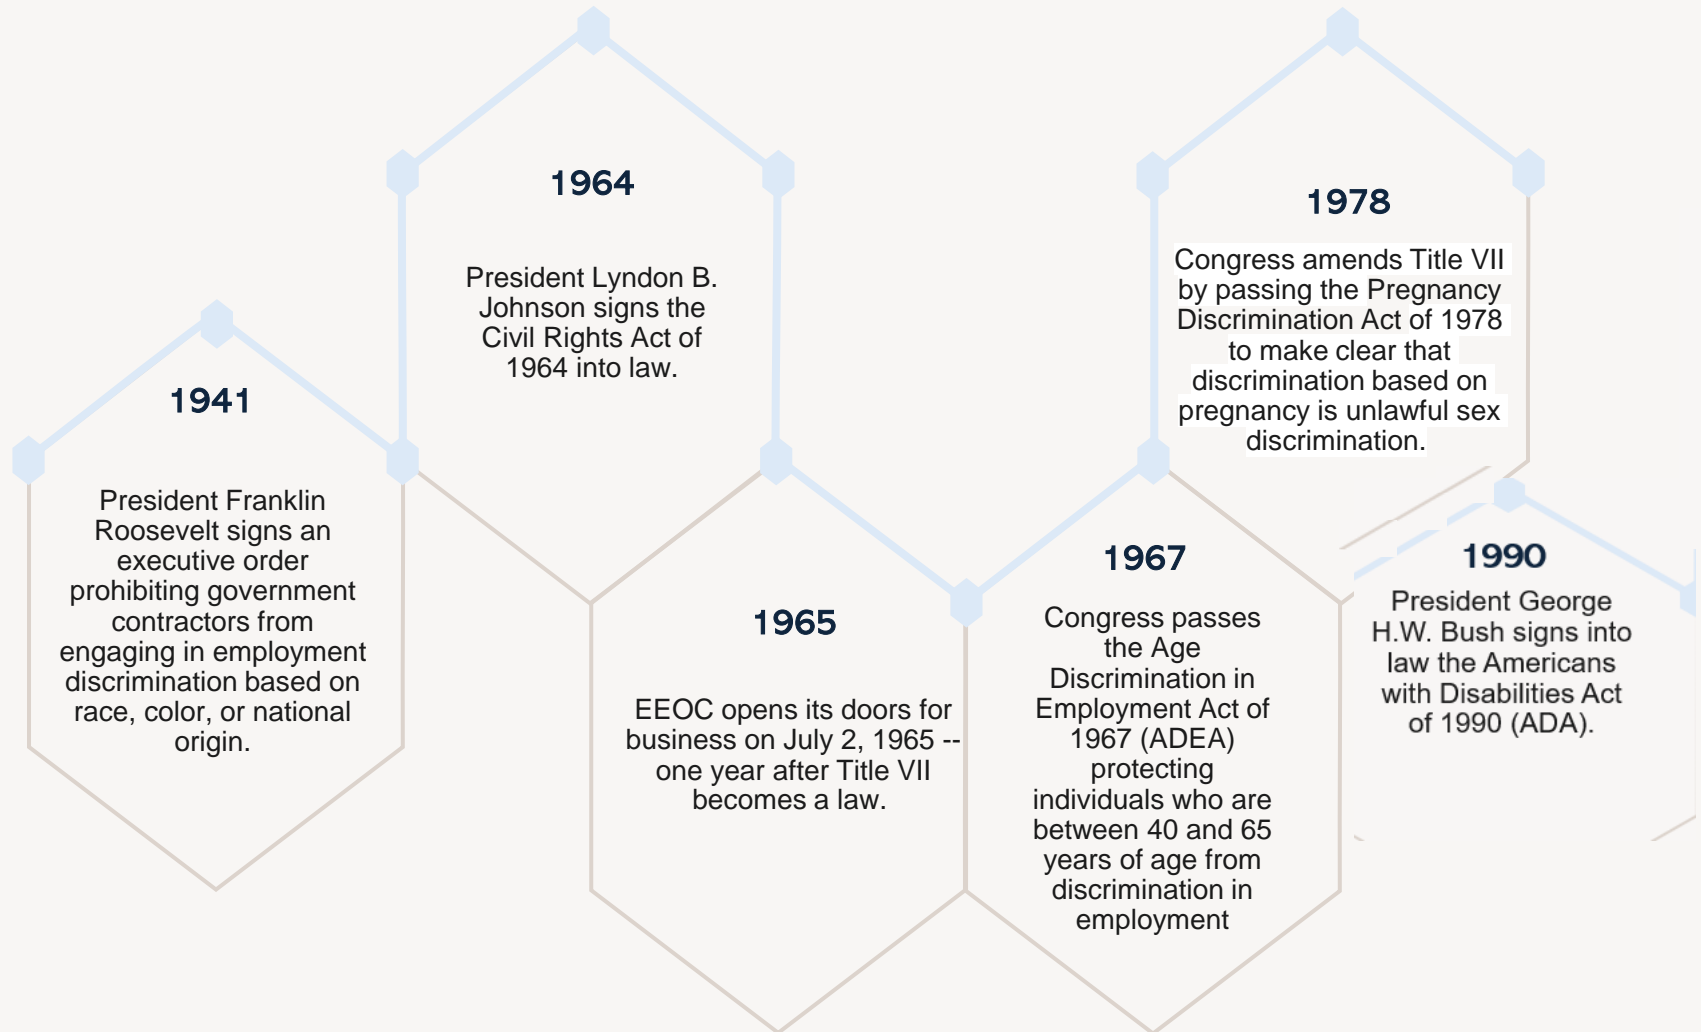 1941
President Franklin
Roosevelt signs an
executive order
prohibiting government
contractors from
engaging in employment
discrimination based on
race, color, or national
origin.
1964
President Lyndon B.
Johnson signs the
Civil Rights Act of
1964 into law.
1965
EEOC opens its doors for
business on July 2, 1965 --
one year after Title VII
becomes a law.
1967
Congress passes
the Age
Discrimination in
Employment Act of
1967 (ADEA)
protecting
individuals who are
between 40 and 65
years of age from
discrimination in
employment
1978
Congress amends Title VII
by passing the Pregnancy
Discrimination Act of 1978
to make clear that
discrimination based on
pregnancy is unlawful sex
discrimination.
1990
President George
H.W. Bush signs into
law the Americans
with Disabilities Act
of 1990 (ADA).